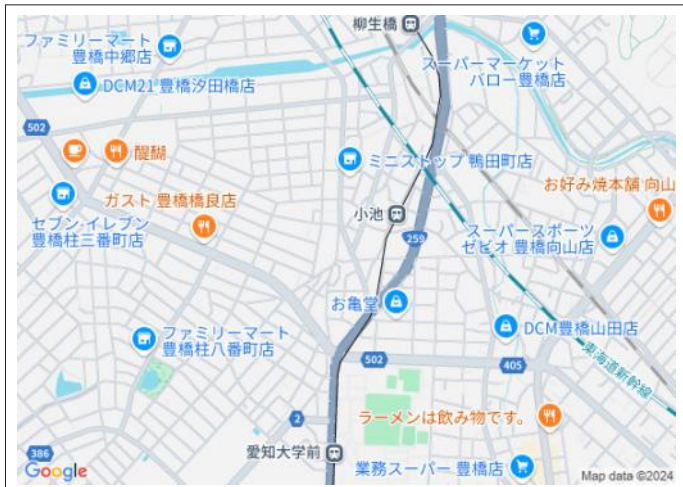 柳生橋
ファミリーマート
豊橋中郷店
スーパーマーケット
バロー豊橋店
DCM21 豊橋汐田橋店
502
醍醐
ミニストップ 鴨田町店
ガスト 豊橋橋良店
お好み焼本舗 向山
セブン-イレブン
豊橋柱三番町店
小池
259
スーパースポーツ
ゼビオ 豊橋向山店
お亀堂
ファミリーマート
豊橋柱八番町店
DCM豊橋山田店
502
405
東海道新幹線
2
ラーメンは飲み物です。
386
愛知大学前
業務スーパー 豊橋店
Google
Map data ©2024